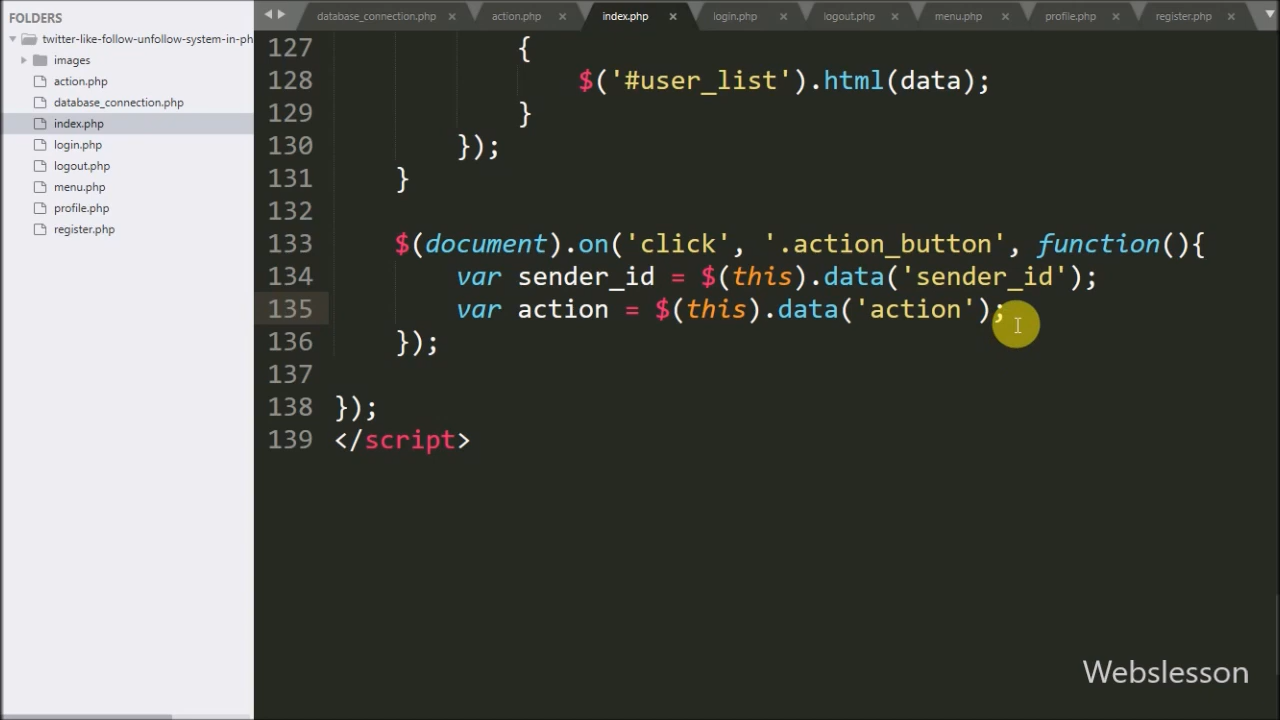 FOLDERS
twitter-like-follow-unfollow-system-in-ph
images
action.php
database_connection.php
index.php
login.php
logout.php
menu.php
profile.php
register.php
database_connection.php × action.php × index.php × login.php × logout.php × menu.php × profile.php × register.php ×
127 {
128 $('#user_list').html(data);
129 }
130 });
131 }
132
133 $(document).on('click', '.action_button', function(){
134 var sender_id = $(this).data('sender_id');
135 var action = $(this).data('action');
136 });
137
138 });
139 </script>
Webslesson